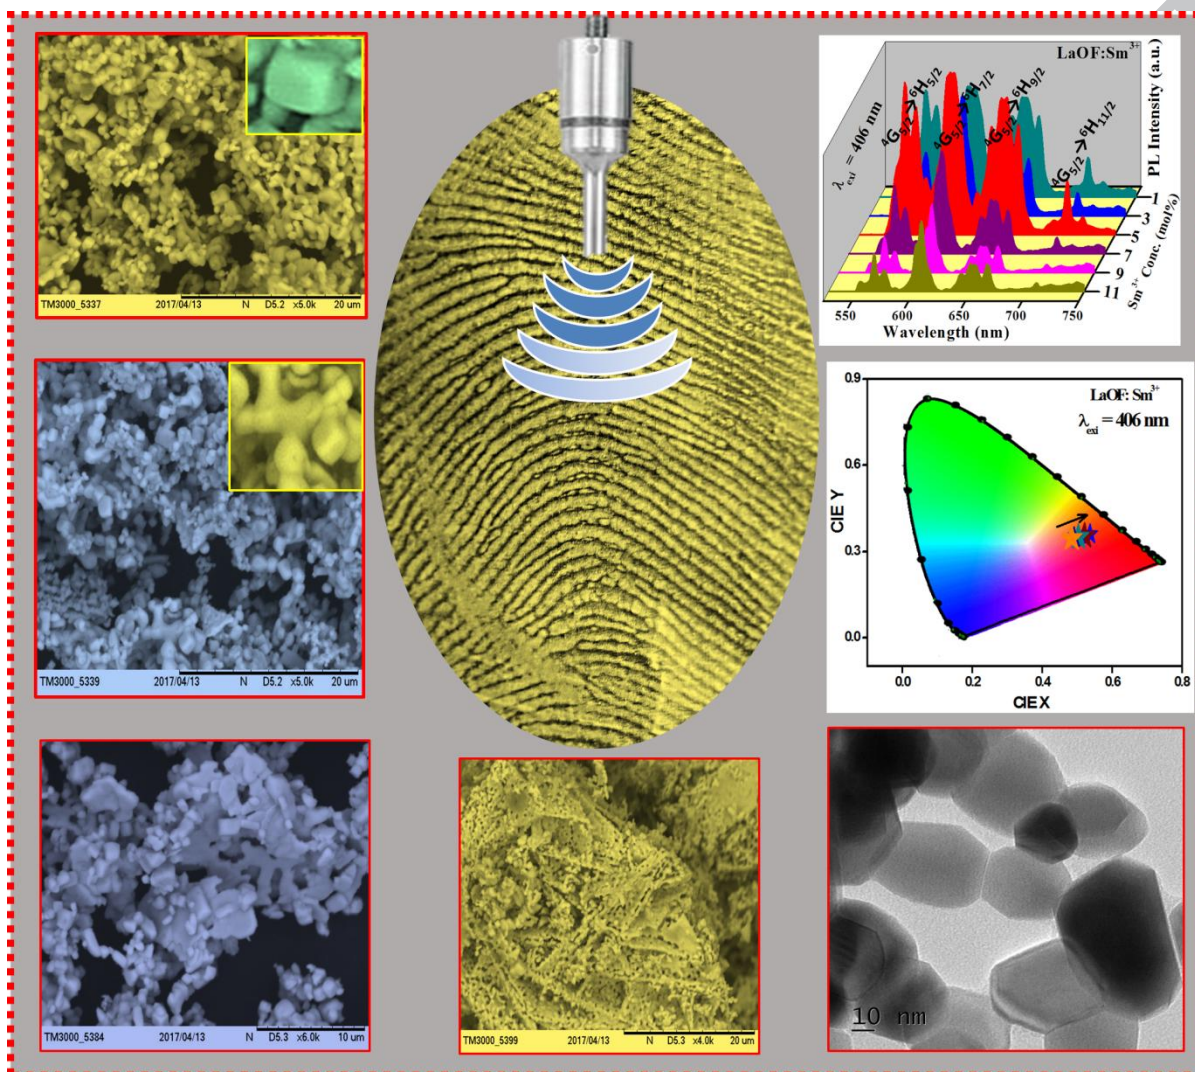 TM3000_5337 2017/04/13 N D5.2 x5.0k 20 um
LaOF:Sm³⁺
λexi = 406 nm
⁴G5/2→⁶H5/2
⁴G5/2→⁶H7/2
⁴G5/2→⁶H9/2
⁴G5/2→⁶H11/2
PL Intensity (a.u.)
1
3
5
7
9
11
Sm³⁺ Conc. (mol%)
550 600 650 700 750
Wavelength (nm)
TM3000_5339 2017/04/13 N D5.2 x5.0k 20 um
LaOF: Sm³⁺
λexi = 406 nm
0.9
0.6
0.3
0.0
CIE Y
0.0 0.2 0.4 0.6 0.8
CIE X
TM3000_5384 2017/04/13 N D5.3 x6.0k 10 um
TM3000_5399 2017/04/13 N D5.3 x4.0k 20 um
10 nm